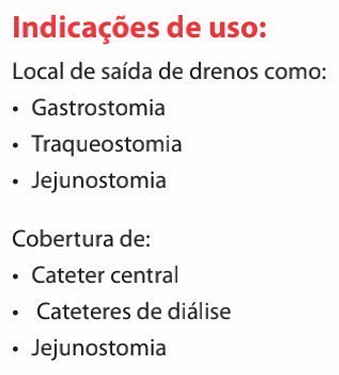 Indicações de uso:
Local de saída de drenos como:
• Gastrostomia
• Traqueostomia
• Jejunostomia
Cobertura de:
• Cateter central
• Cateteres de diálise
• Jejunostomia